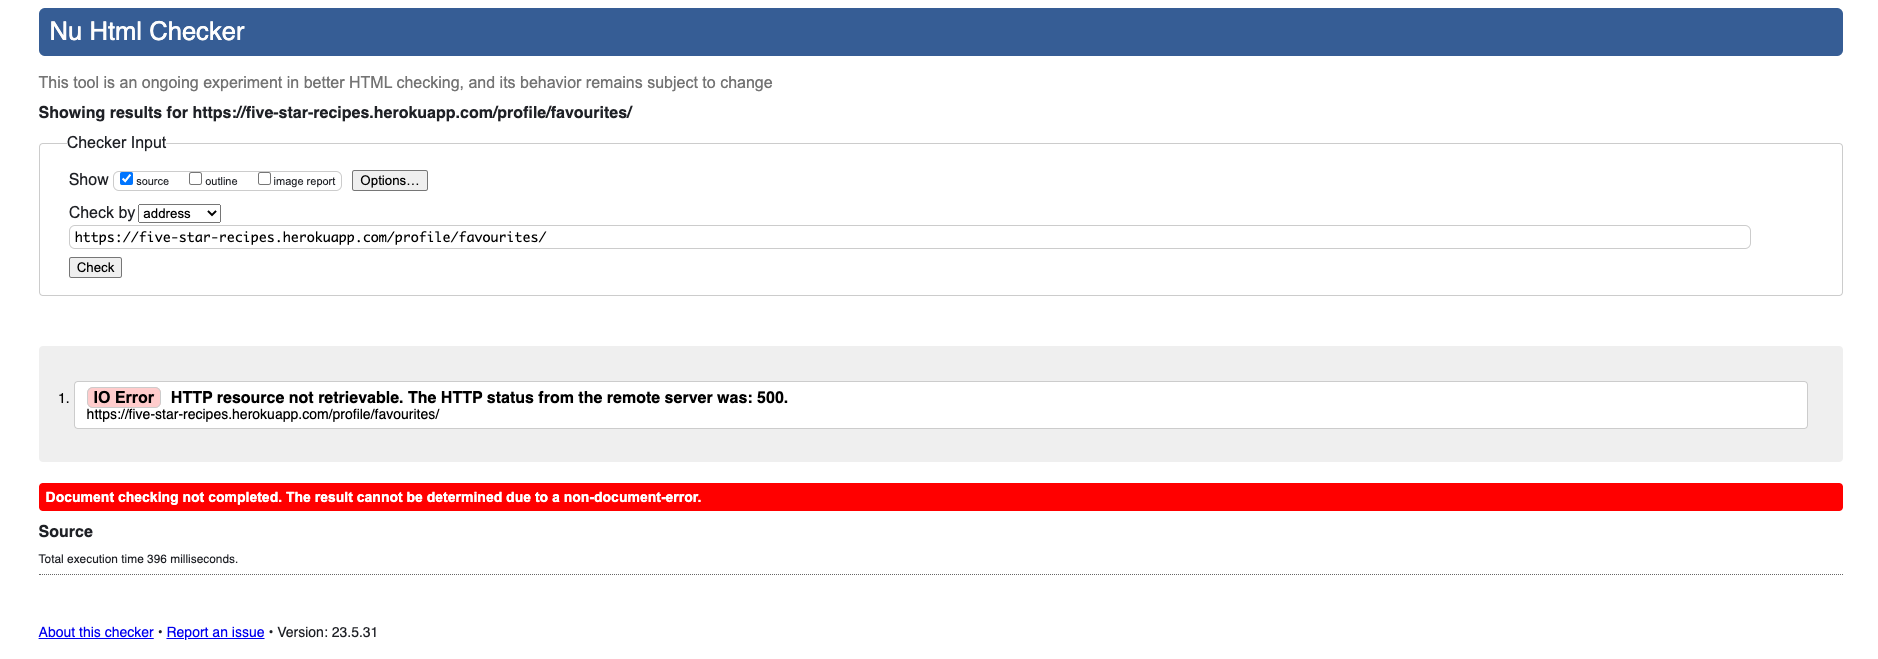 Nu Html Checker
This tool is an ongoing experiment in better HTML checking, and its behavior remains subject to change
Showing results for https://five-star-recipes.herokuapp.com/profile/favourites/
Checker Input
Show source outline image report Options…
Check by address
https://five-star-recipes.herokuapp.com/profile/favourites/
Check
1. IO Error HTTP resource not retrievable. The HTTP status from the remote server was: 500.
https://five-star-recipes.herokuapp.com/profile/favourites/
Document checking not completed. The result cannot be determined due to a non-document-error.
Source
Total execution time 396 milliseconds.
About this checker • Report an issue • Version: 23.5.31